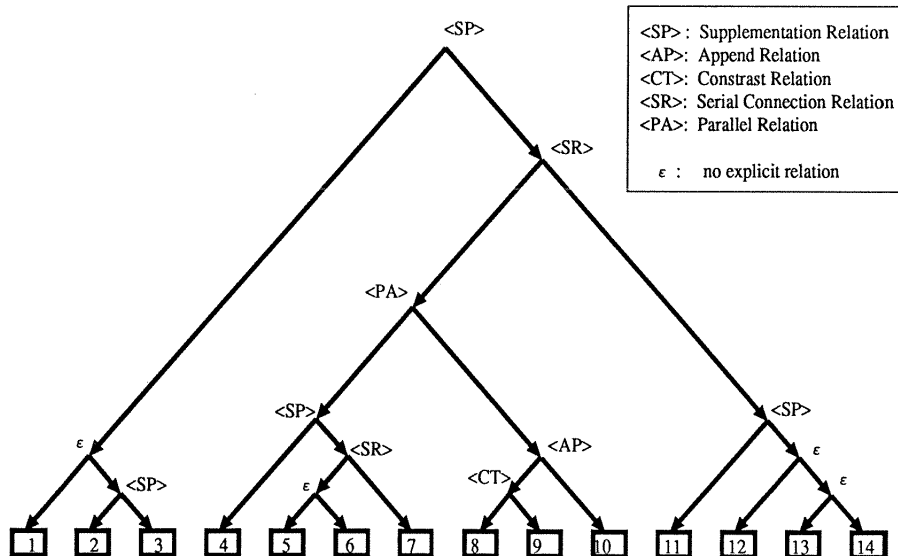 <SP>
<SP> : Supplementation Relation
<AP>: Append Relation
<CT>: Constrast Relation
<SR>: Serial Connection Relation
<PA>: Parallel Relation
ε : no explicit relation
<SR>
<PA>
<SP>
<SP>
ε
<SR>
<AP>
ε
<SP>
ε
<CT>
ε
1 2 3 4 5 6 7 8 9 10 11 12 13 14